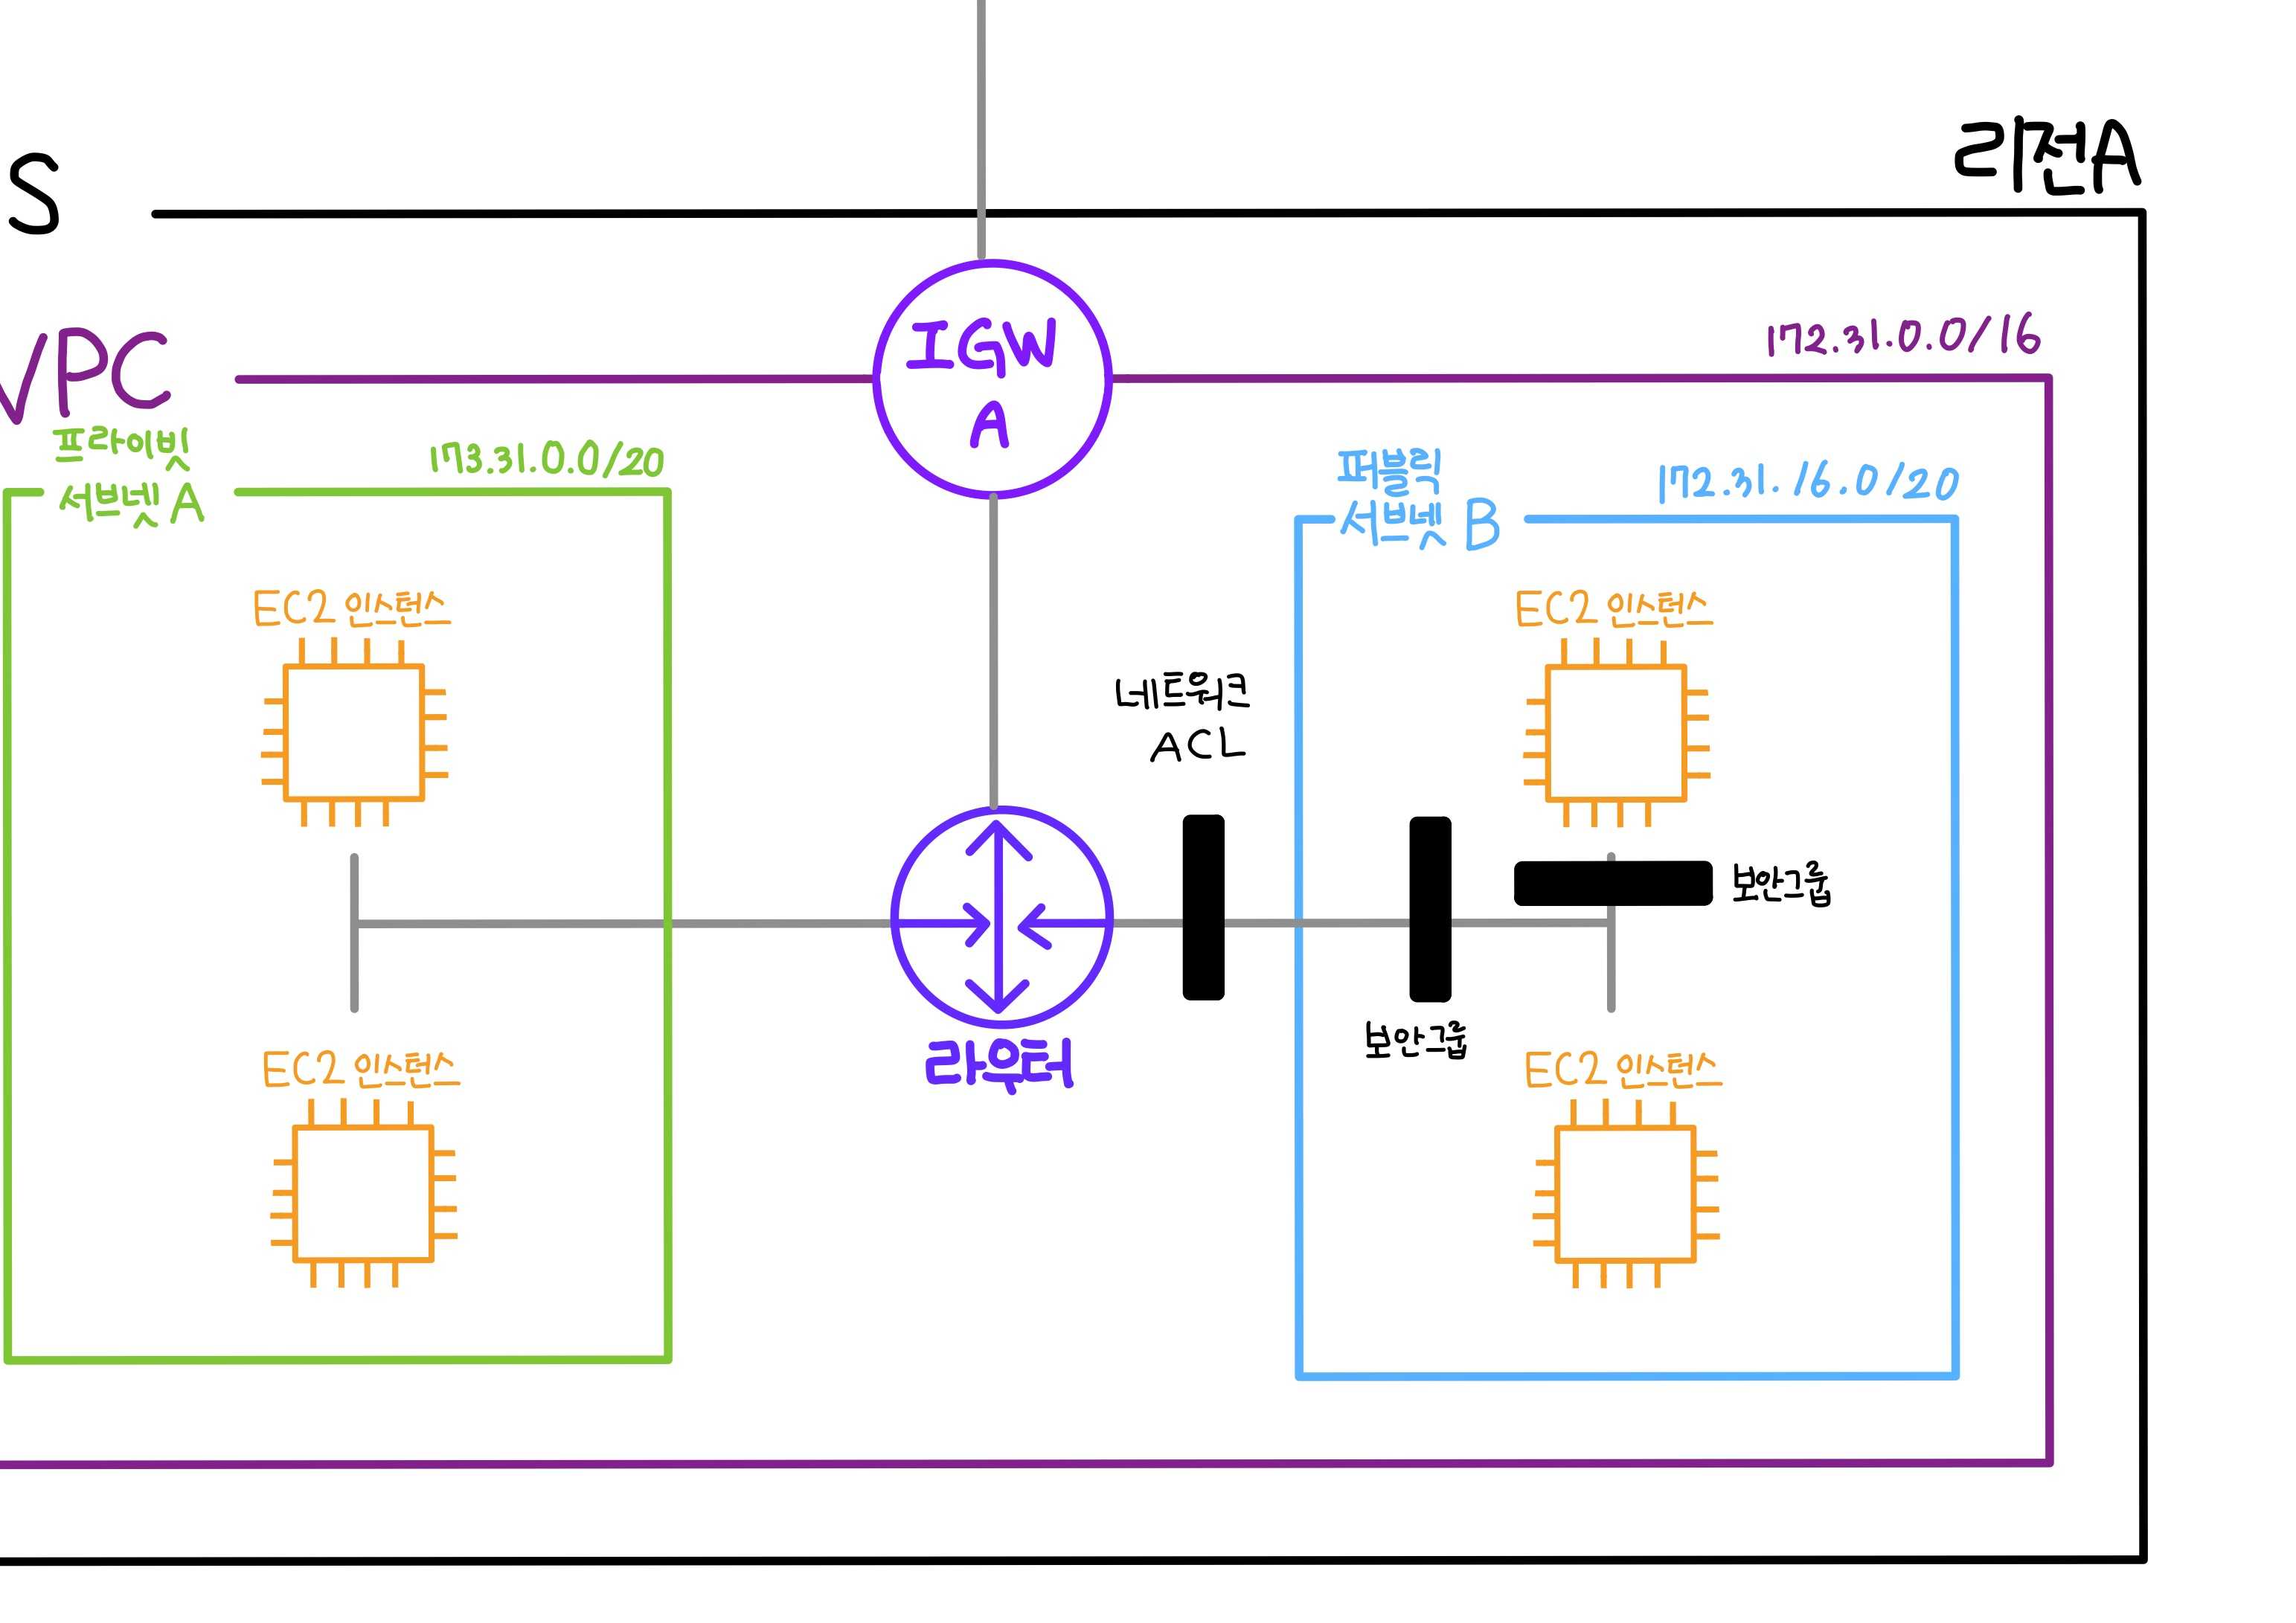 리전A
S
VPC
172.31.0.0/16
IGW
A
프라이빗
서브넷 A
173.31.0.0/20
퍼블릭
서브넷 B
172.31.16.0/20
EC2 인스턴스
EC2 인스턴스
네트워크
ACL
보안그룹
보안그룹
라우터
EC2 인스턴스
EC2 인스턴스